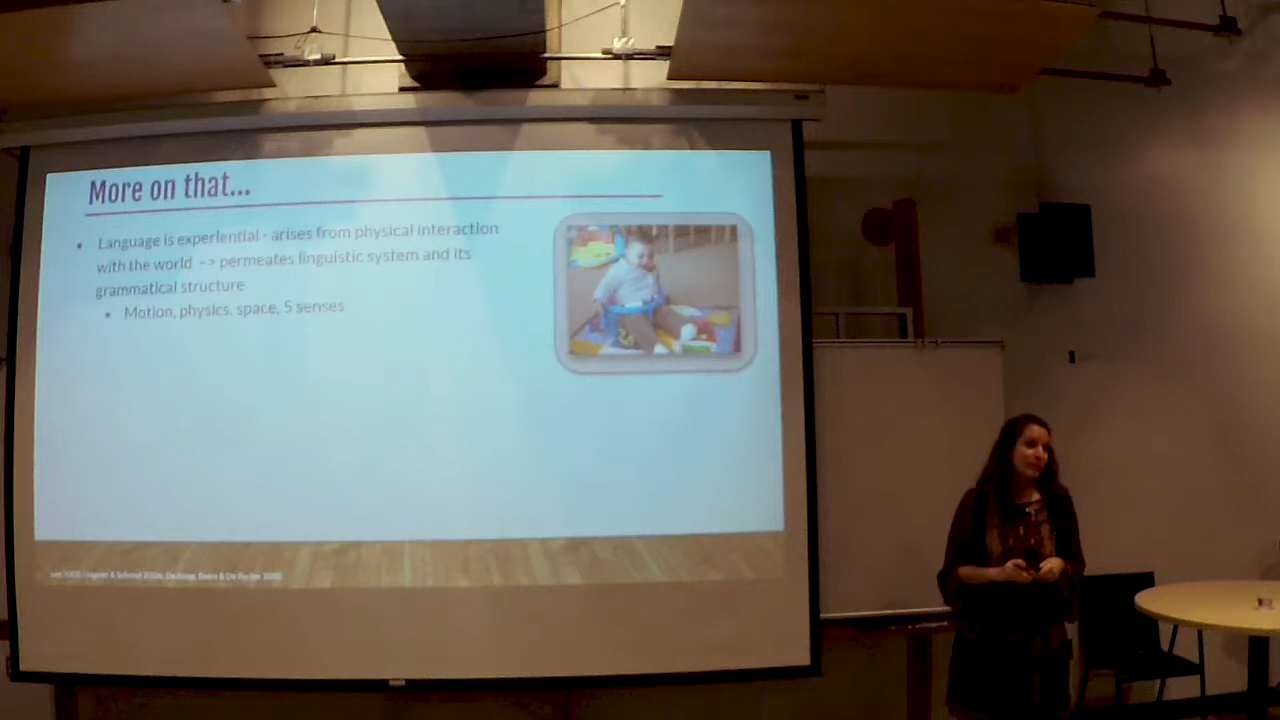 More on that...
• Language is experiential - arises from physical interaction
with the world –> permeates linguistic system and its
grammatical structure
• Motion, physics, space, 5 senses